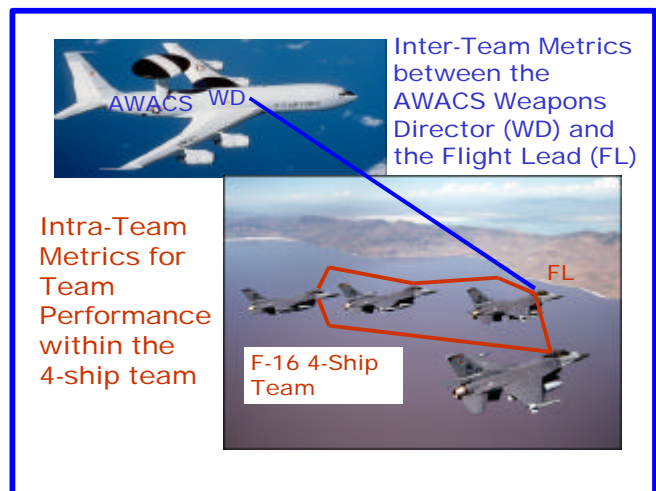 Inter-Team Metrics
between the
AWACS Weapons
Director (WD) and
the Flight Lead (FL)
AWACS WD
Intra-Team
Metrics for
Team
Performance
within the
4-ship team
FL
F-16 4-Ship
Team